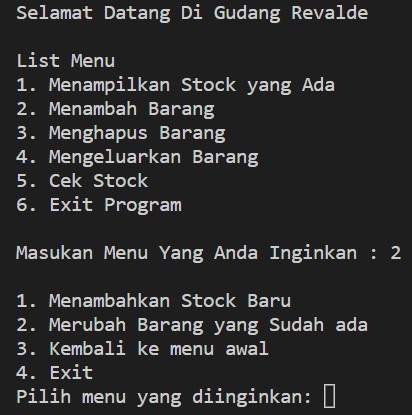 Selamat Datang Di Gudang Revalde
List Menu
1. Menampilkan Stock yang Ada
2. Menambah Barang
3. Menghapus Barang
4. Mengeluarkan Barang
5. Cek Stock
6. Exit Program
Masukan Menu Yang Anda Inginkan : 2
1. Menambahkan Stock Baru
2. Merubah Barang yang Sudah ada
3. Kembali ke menu awal
4. Exit
Pilih menu yang diinginkan: